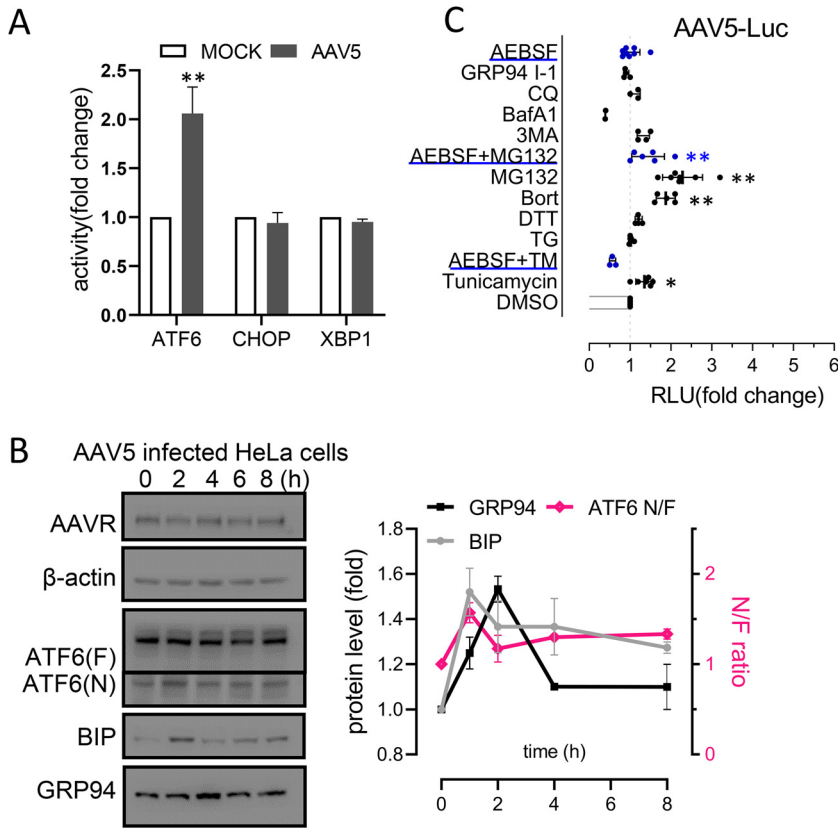 A
MOCK AAV5
activity(fold change)
2.5
2.0
1.5
1.0
0.5
0.0
**
ATF6 CHOP XBP1
C
AAV5-Luc
AEBSF
GRP94 I-1
CQ
BafA1
3MA
AEBSF+MG132 **
MG132 **
Bort **
DTT
TG
AEBSF+TM
Tunicamycin *
DMSO
0 1 2 3 4 5 6
RLU(fold change)
B
AAV5 infected HeLa cells
0 2 4 6 8 (h)
AAVR
β-actin
ATF6(F)
ATF6(N)
BIP
GRP94
GRP94 ATF6 N/F
BIP
protein level (fold)
1.8
1.6
1.4
1.2
1.0
0.8
2
1
0
N/F ratio
time (h)
0 2 4 6 8